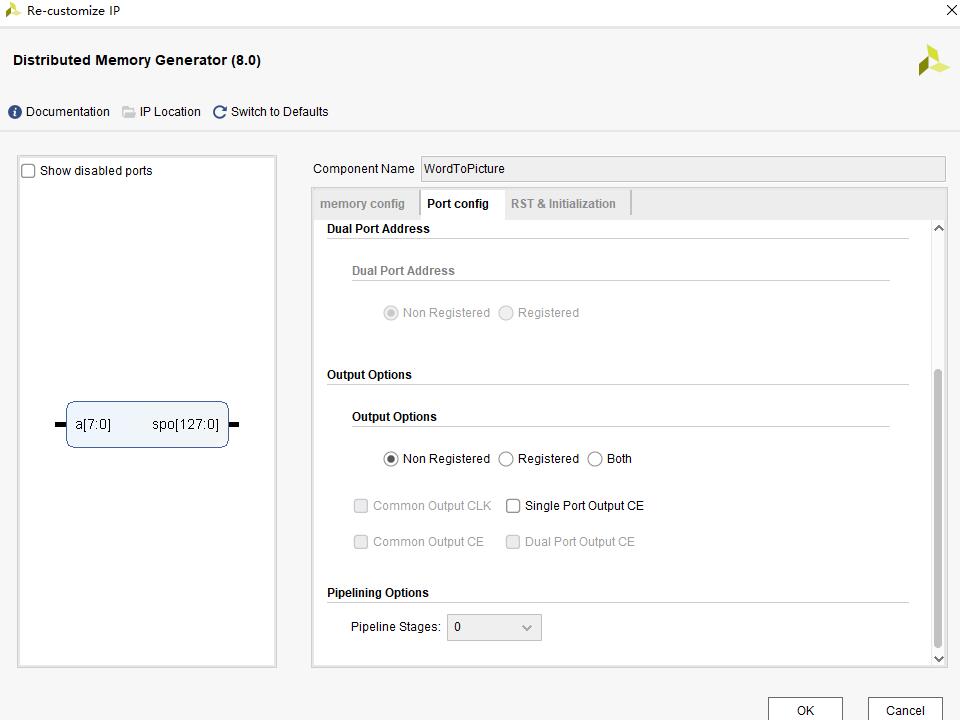 Re-customize IP
Distributed Memory Generator (8.0)
Documentation IP Location Switch to Defaults
Show disabled ports
a[7:0] spo[127:0]
Component Name WordToPicture
memory config Port config RST & Initialization
Dual Port Address
Dual Port Address
Non Registered Registered
Output Options
Output Options
Non Registered Registered Both
Common Output CLK Single Port Output CE
Common Output CE Dual Port Output CE
Pipelining Options
Pipeline Stages: 0
OK Cancel